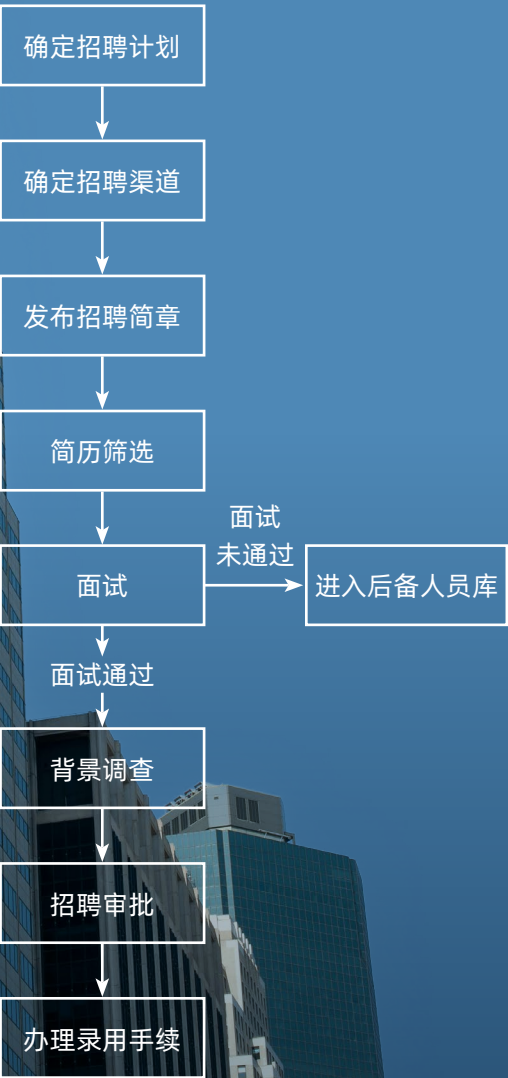 确定招聘计划
确定招聘渠道
发布招聘简章
简历筛选
面试
未通过
面试
进入后备人员库
面试通过
背景调查
招聘审批
办理录用手续